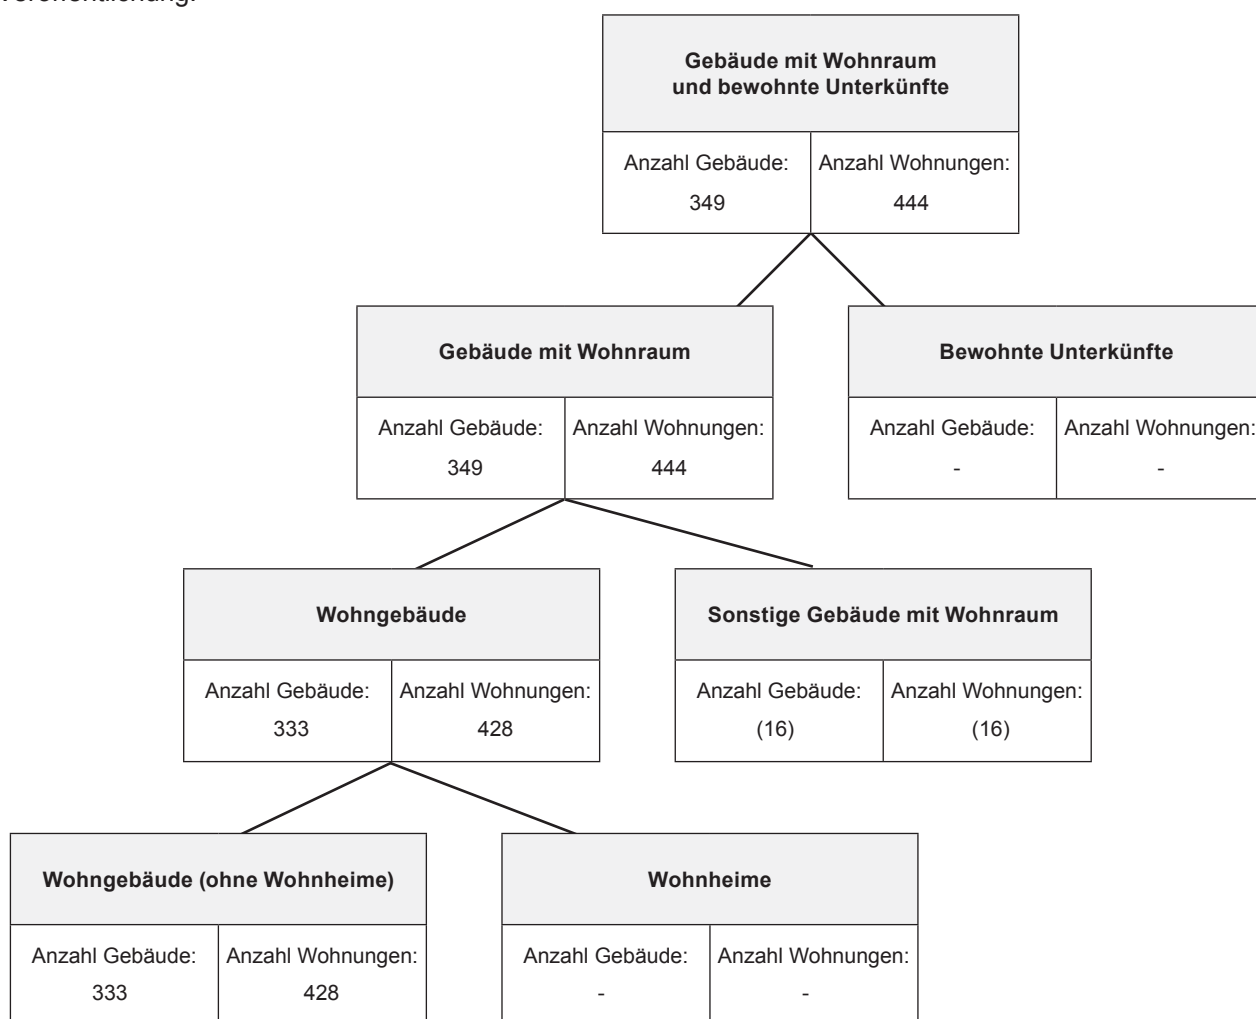 Veröffentlichung.
Gebäude mit Wohnraum
und bewohnte Unterkünfte
Anzahl Gebäude: Anzahl Wohnungen:
349 444
Gebäude mit Wohnraum
Anzahl Gebäude: Anzahl Wohnungen:
349 444
Bewohnte Unterkünfte
Anzahl Gebäude: Anzahl Wohnungen:
- -
Wohngebäude
Anzahl Gebäude: Anzahl Wohnungen:
333 428
Sonstige Gebäude mit Wohnraum
Anzahl Gebäude: Anzahl Wohnungen:
(16) (16)
Wohngebäude (ohne Wohnheime)
Anzahl Gebäude: Anzahl Wohnungen:
333 428
Wohnheime
Anzahl Gebäude: Anzahl Wohnungen:
- -